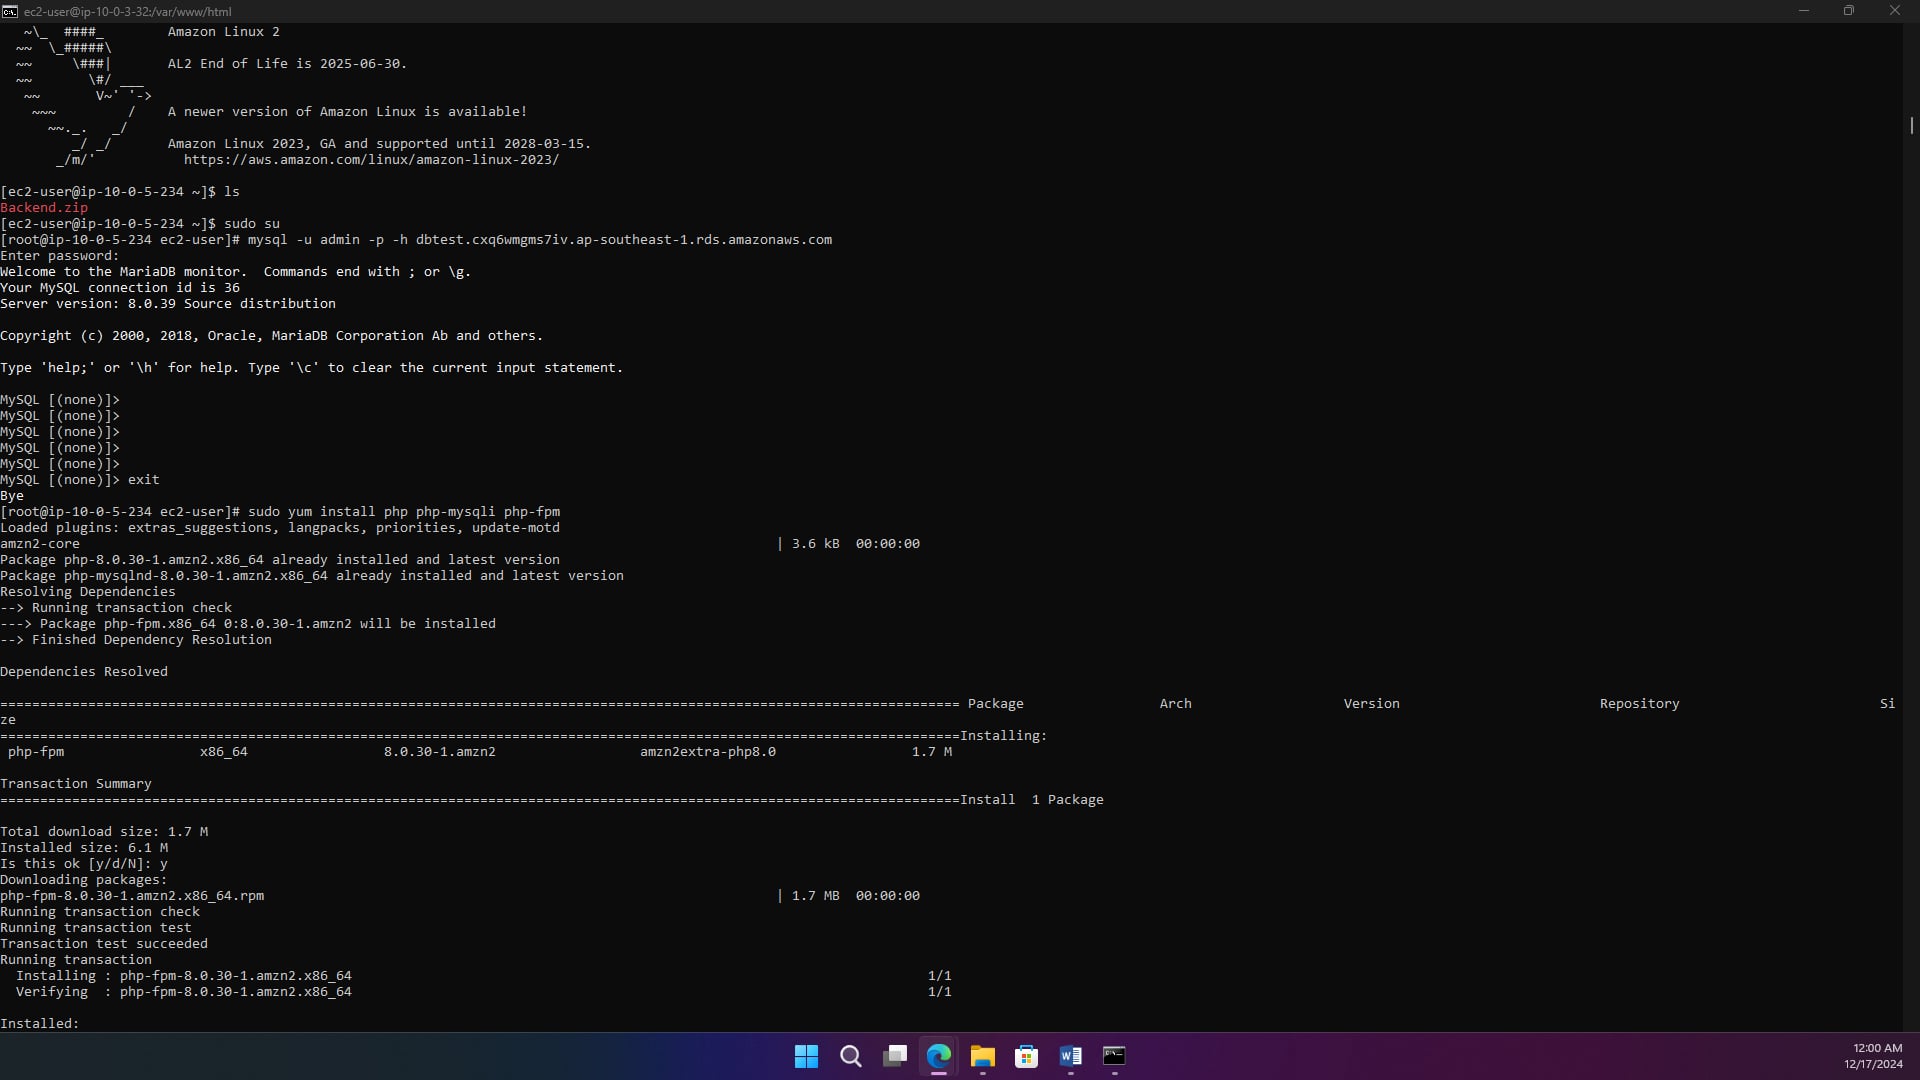 ec2-user@ip-10-0-3-32:/var/www/html
~\_  ####_        Amazon Linux 2
~~  \_#####\
~~     \###|       AL2 End of Life is 2025-06-30.
~~       \#/ ___
~~       V~' '->
~~~         /    A newer version of Amazon Linux is available!
~~._.   _/
_/ _/       Amazon Linux 2023, GA and supported until 2028-03-15.
_/m/'           https://aws.amazon.com/linux/amazon-linux-2023/
[ec2-user@ip-10-0-5-234 ~]$ ls
Backend.zip
[ec2-user@ip-10-0-5-234 ~]$ sudo su
[root@ip-10-0-5-234 ec2-user]# mysql -u admin -p -h dbtest.cxq6wmgms7iv.ap-southeast-1.rds.amazonaws.com
Enter password:
Welcome to the MariaDB monitor.  Commands end with ; or \g.
Your MySQL connection id is 36
Server version: 8.0.39 Source distribution
Copyright (c) 2000, 2018, Oracle, MariaDB Corporation Ab and others.
Type 'help;' or '\h' for help. Type '\c' to clear the current input statement.
MySQL [(none)]>
MySQL [(none)]>
MySQL [(none)]>
MySQL [(none)]>
MySQL [(none)]>
MySQL [(none)]> exit
Bye
[root@ip-10-0-5-234 ec2-user]# sudo yum install php php-mysqli php-fpm
Loaded plugins: extras_suggestions, langpacks, priorities, update-motd
amzn2-core | 3.6 kB  00:00:00
Package php-8.0.30-1.amzn2.x86_64 already installed and latest version
Package php-mysqlnd-8.0.30-1.amzn2.x86_64 already installed and latest version
Resolving Dependencies
--> Running transaction check
---> Package php-fpm.x86_64 0:8.0.30-1.amzn2 will be installed
--> Finished Dependency Resolution
Dependencies Resolved
======================================================================================================================== Package Arch Version Repository Si
ze
========================================================================================================================Installing:
php-fpm x86_64 8.0.30-1.amzn2 amzn2extra-php8.0 1.7 M
Transaction Summary
========================================================================================================================Install  1 Package
Total download size: 1.7 M
Installed size: 6.1 M
Is this ok [y/d/N]: y
Downloading packages:
php-fpm-8.0.30-1.amzn2.x86_64.rpm | 1.7 MB  00:00:00
Running transaction check
Running transaction test
Transaction test succeeded
Running transaction
Installing : php-fpm-8.0.30-1.amzn2.x86_64 1/1
Verifying  : php-fpm-8.0.30-1.amzn2.x86_64 1/1
Installed:
12:00 AM
12/17/2024